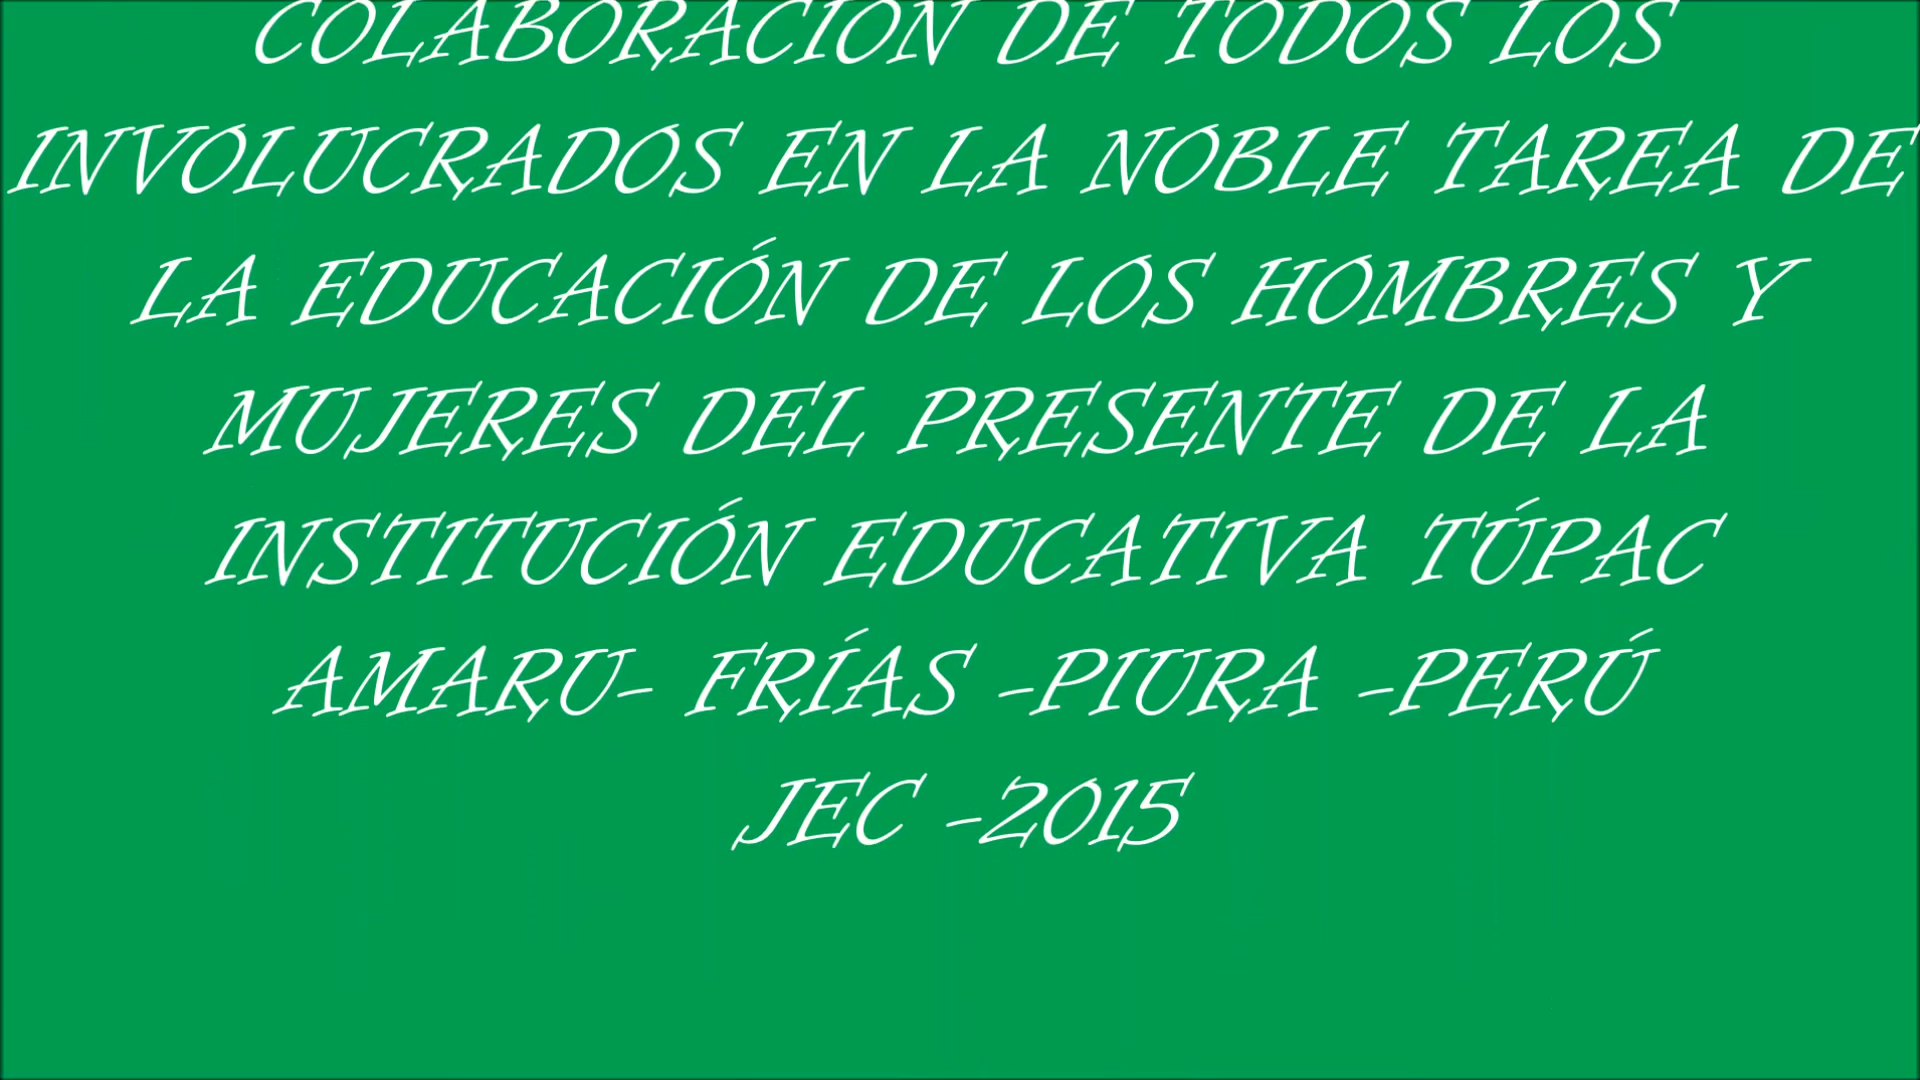 COLABORACIÓN DE TODOS LOS
INVOLUCRADOS EN LA NOBLE TAREA DE
LA EDUCACIÓN DE LOS HOMBRES Y
MUJERES DEL PRESENTE DE LA
INSTITUCIÓN EDUCATIVA TÚPAC
AMARU- FRÍAS -PIURA -PERÚ
JEC -2015